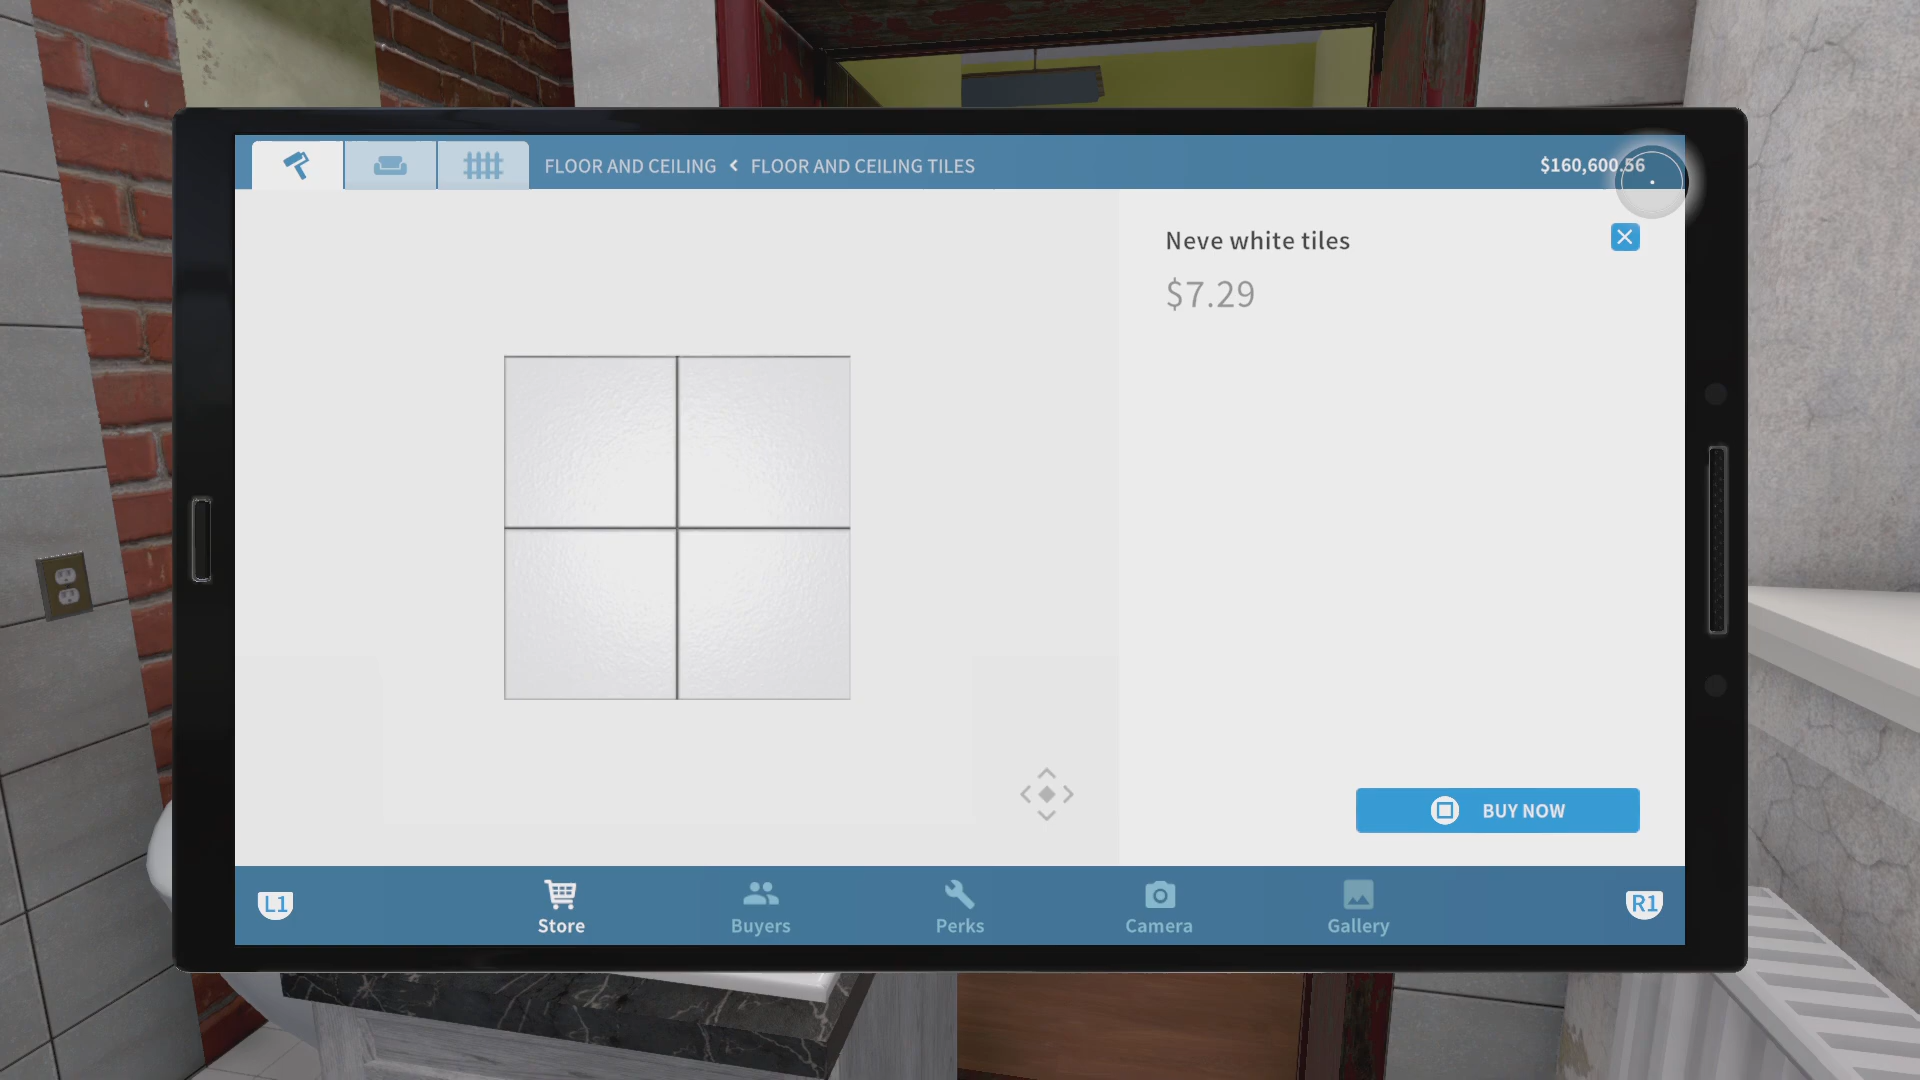 FLOOR AND CEILING < FLOOR AND CEILING TILES
$160,600.56
Neve white tiles
$7.29
BUY NOW
L1
Store
Buyers
Perks
Camera
Gallery
R1